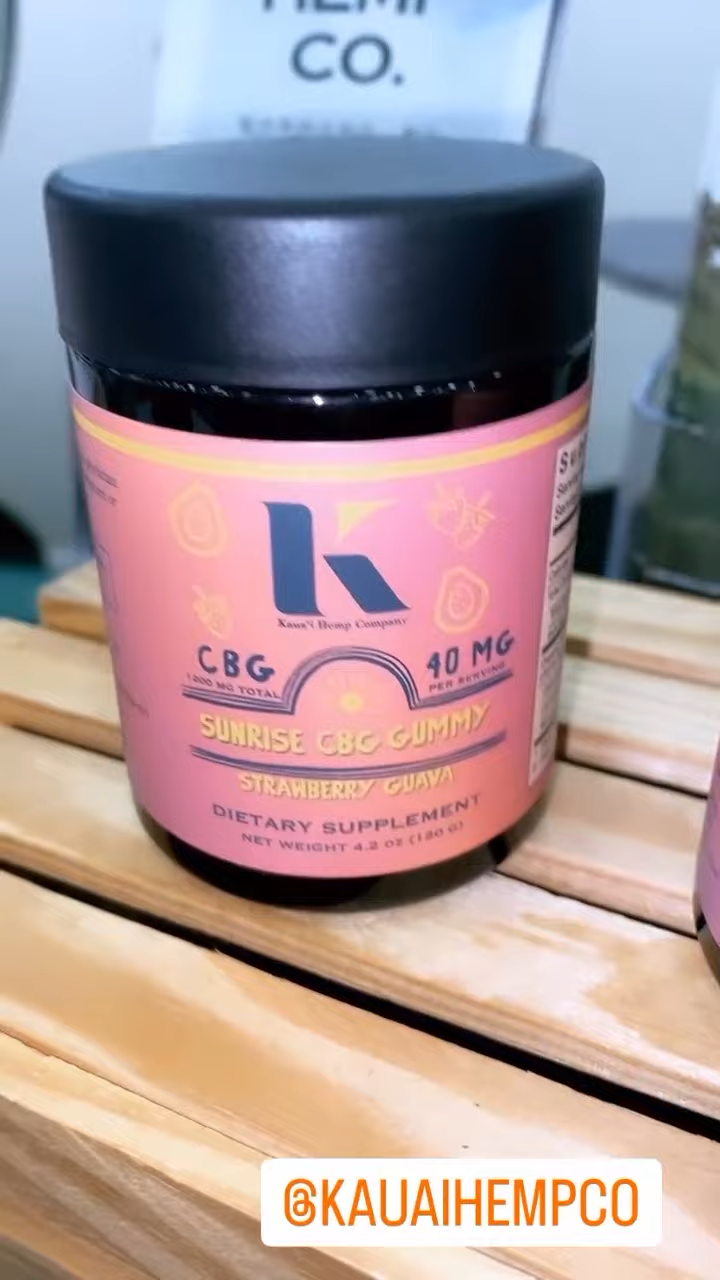 CO.
k
Kaua'i Hemp Company
CBG
1200 MG TOTAL
40 MG
PER SERVING
SUNRISE CBG GUMMY
STRAWBERRY GUAVA
DIETARY SUPPLEMENT
NET WEIGHT 4.2 OZ (120 G)
@KAUAIHEMPCO